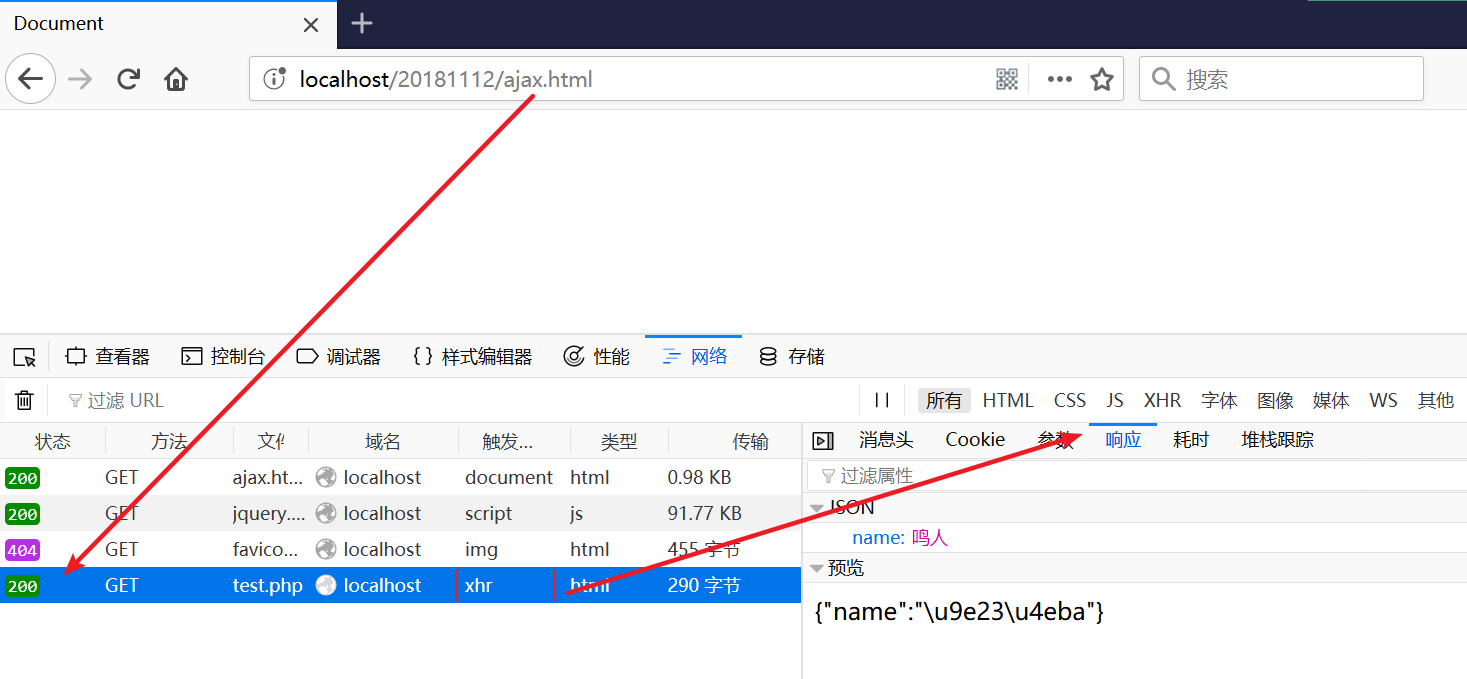 Document
localhost/20181112/ajax.html
搜索
查看器 控制台 调试器 样式编辑器 性能 网络 存储
过滤 URL
所有 HTML CSS JS XHR 字体 图像 媒体 WS 其他
状态 方法 文件 域名 触发... 类型 传输
消息头 Cookie 参数 响应 耗时 堆栈跟踪
200 GET ajax.ht... localhost document html 0.98 KB
过滤属性
200 GET jquery.... localhost script js 91.77 KB
JSON
404 GET favico... localhost img html 455 字节
name: 鸣人
200 GET test.php localhost xhr html 290 字节
预览
{"name":"\u9e23\u4eba"}